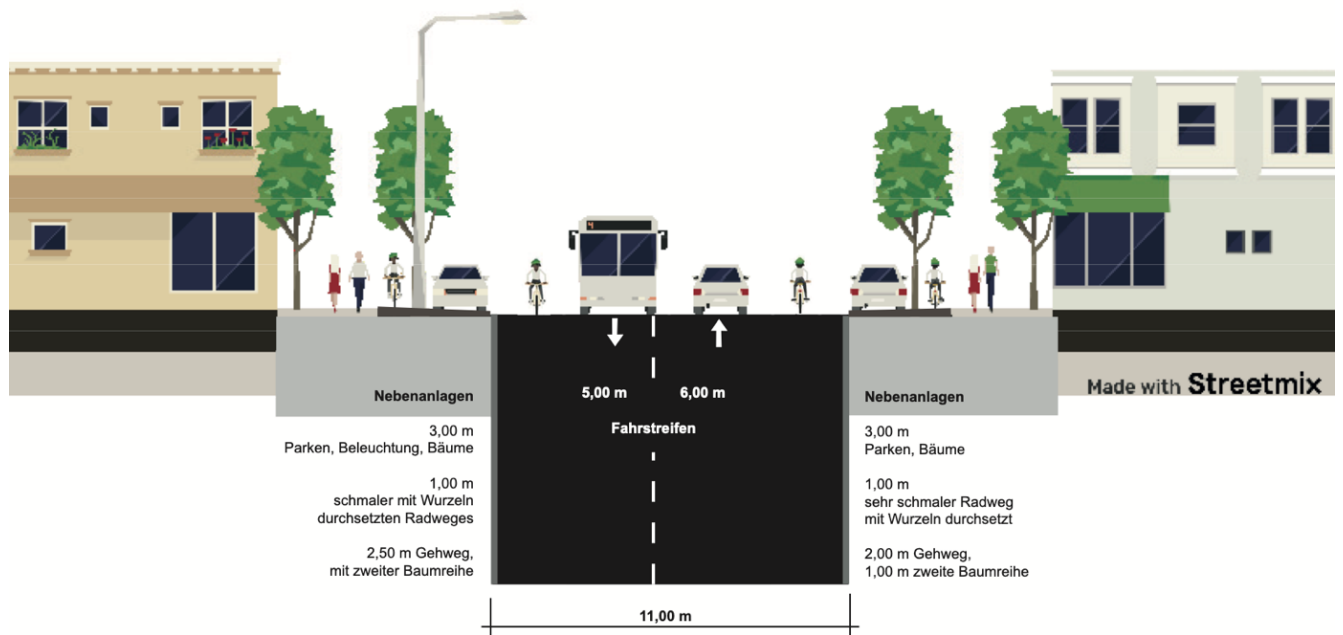 4
Made with Streetmix
5,00 m
6,00 m
Fahrstreifen
Nebenanlagen
3,00 m
Parken, Beleuchtung, Bäume
1,00 m
schmaler mit Wurzeln
durchsetzten Radweges
2,50 m Gehweg,
mit zweiter Baumreihe
Nebenanlagen
3,00 m
Parken, Bäume
1,00 m
sehr schmaler Radweg
mit Wurzeln durchsetzt
2,00 m Gehweg,
1,00 m zweite Baumreihe
11,00 m